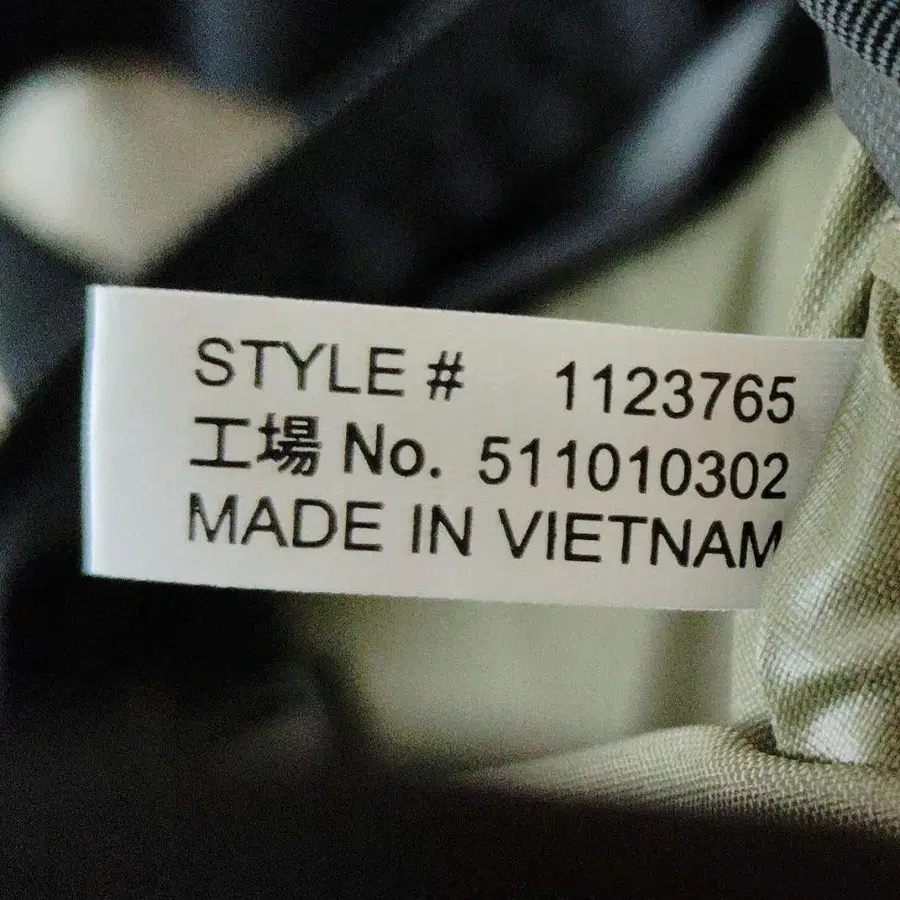 STYLE # 1123765
工場 No. 511010302
MADE IN VIETNAM